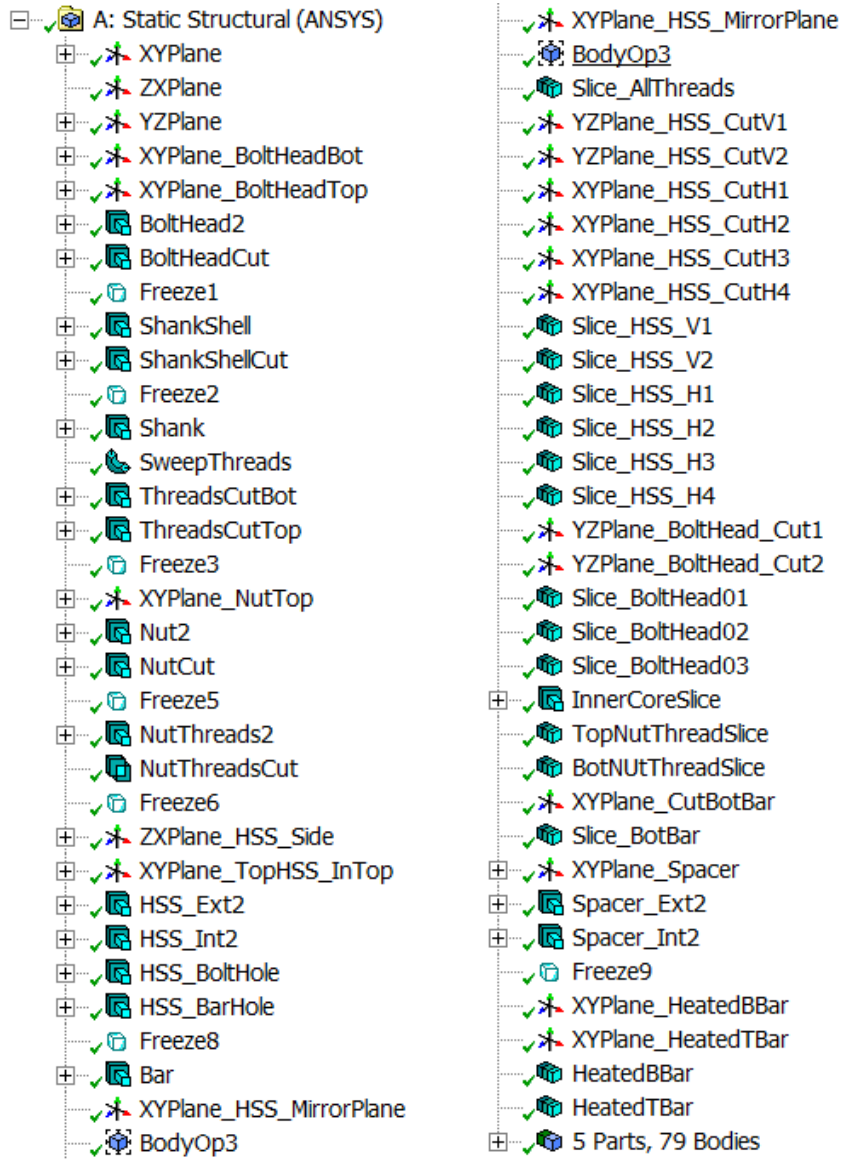 A: Static Structural (ANSYS)
XYPlane
ZXPlane
YZPlane
XYPlane_BoltHeadBot
XYPlane_BoltHeadTop
BoltHead2
BoltHeadCut
Freeze1
ShankShell
ShankShellCut
Freeze2
Shank
SweepThreads
ThreadsCutBot
ThreadsCutTop
Freeze3
XYPlane_NutTop
Nut2
NutCut
Freeze5
NutThreads2
NutThreadsCut
Freeze6
ZXPlane_HSS_Side
XYPlane_TopHSS_InTop
HSS_Ext2
HSS_Int2
HSS_BoltHole
HSS_BarHole
Freeze8
Bar
XYPlane_HSS_MirrorPlane
BodyOp3
XYPlane_HSS_MirrorPlane
BodyOp3
Slice_AllThreads
YZPlane_HSS_CutV1
YZPlane_HSS_CutV2
XYPlane_HSS_CutH1
XYPlane_HSS_CutH2
XYPlane_HSS_CutH3
XYPlane_HSS_CutH4
Slice_HSS_V1
Slice_HSS_V2
Slice_HSS_H1
Slice_HSS_H2
Slice_HSS_H3
Slice_HSS_H4
YZPlane_BoltHead_Cut1
YZPlane_BoltHead_Cut2
Slice_BoltHead01
Slice_BoltHead02
Slice_BoltHead03
InnerCoreSlice
TopNutThreadSlice
BotNUtThreadSlice
XYPlane_CutBotBar
Slice_BotBar
XYPlane_Spacer
Spacer_Ext2
Spacer_Int2
Freeze9
XYPlane_HeatedBBar
XYPlane_HeatedTBar
HeatedBBar
HeatedTBar
5 Parts, 79 Bodies